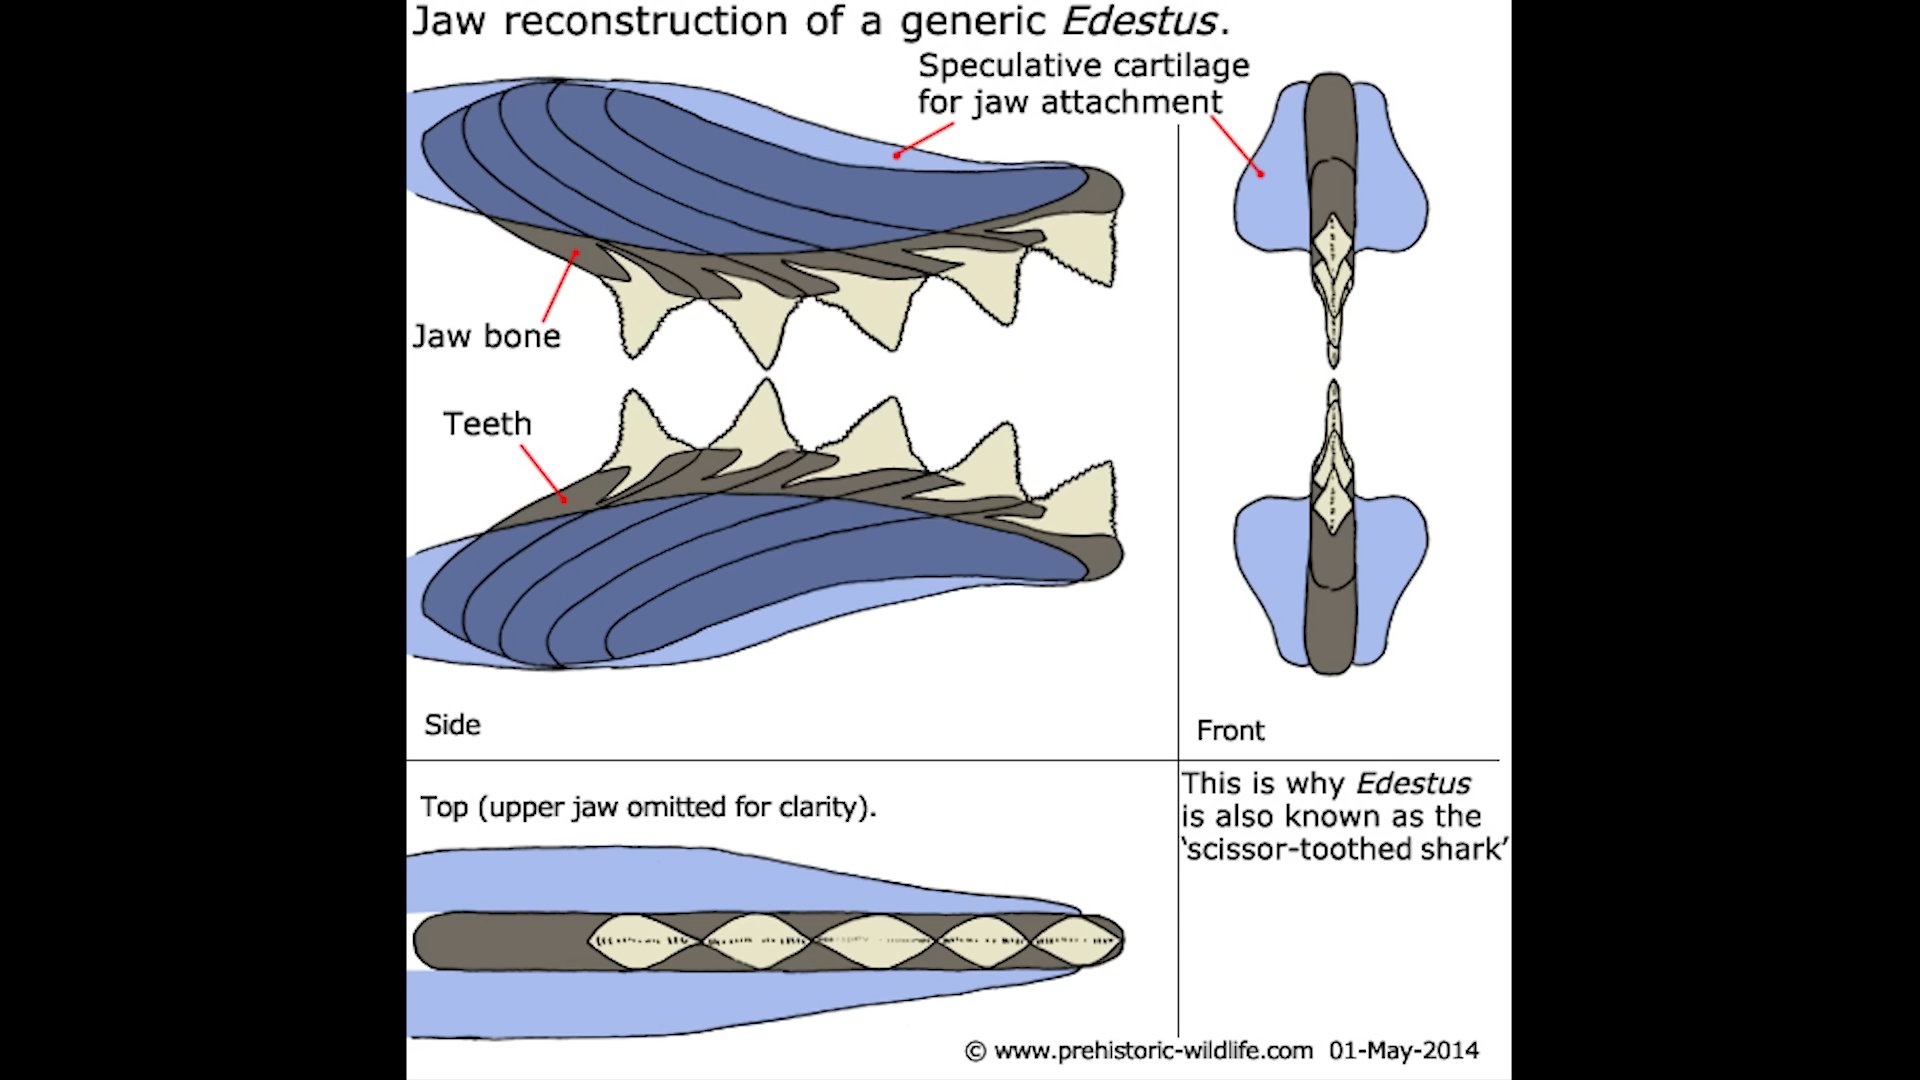 Jaw reconstruction of a generic Edestus.
Speculative cartilage
for jaw attachment
Jaw bone
Teeth
Side
Front
Top (upper jaw omitted for clarity).
This is why Edestus
is also known as the
‘scissor-toothed shark’
© www.prehistoric-wildlife.com 01-May-2014